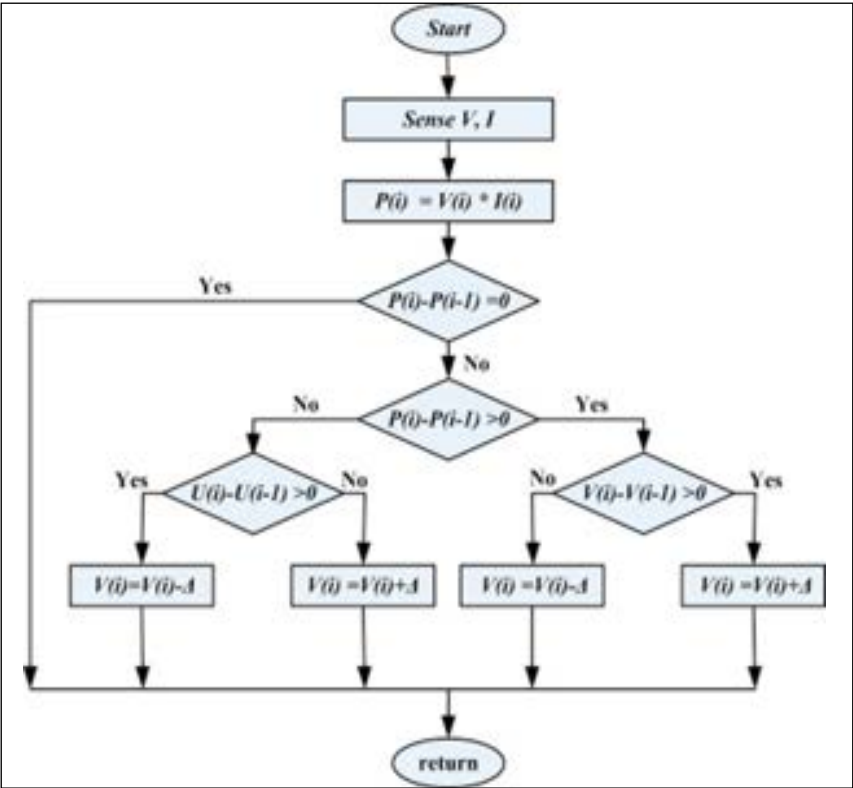 Start
Sense V, I
P(i) = V(i) * I(i)
Yes
P(i)-P(i-1) =0
No
No
P(i)-P(i-1) >0
Yes
Yes
U(i)-U(i-1) >0
No
No
V(i)-V(i-1) >0
Yes
V(i)=V(i)-Δ
V(i) =V(i)+Δ
V(i) =V(i)-Δ
V(i) =V(i)+Δ
return